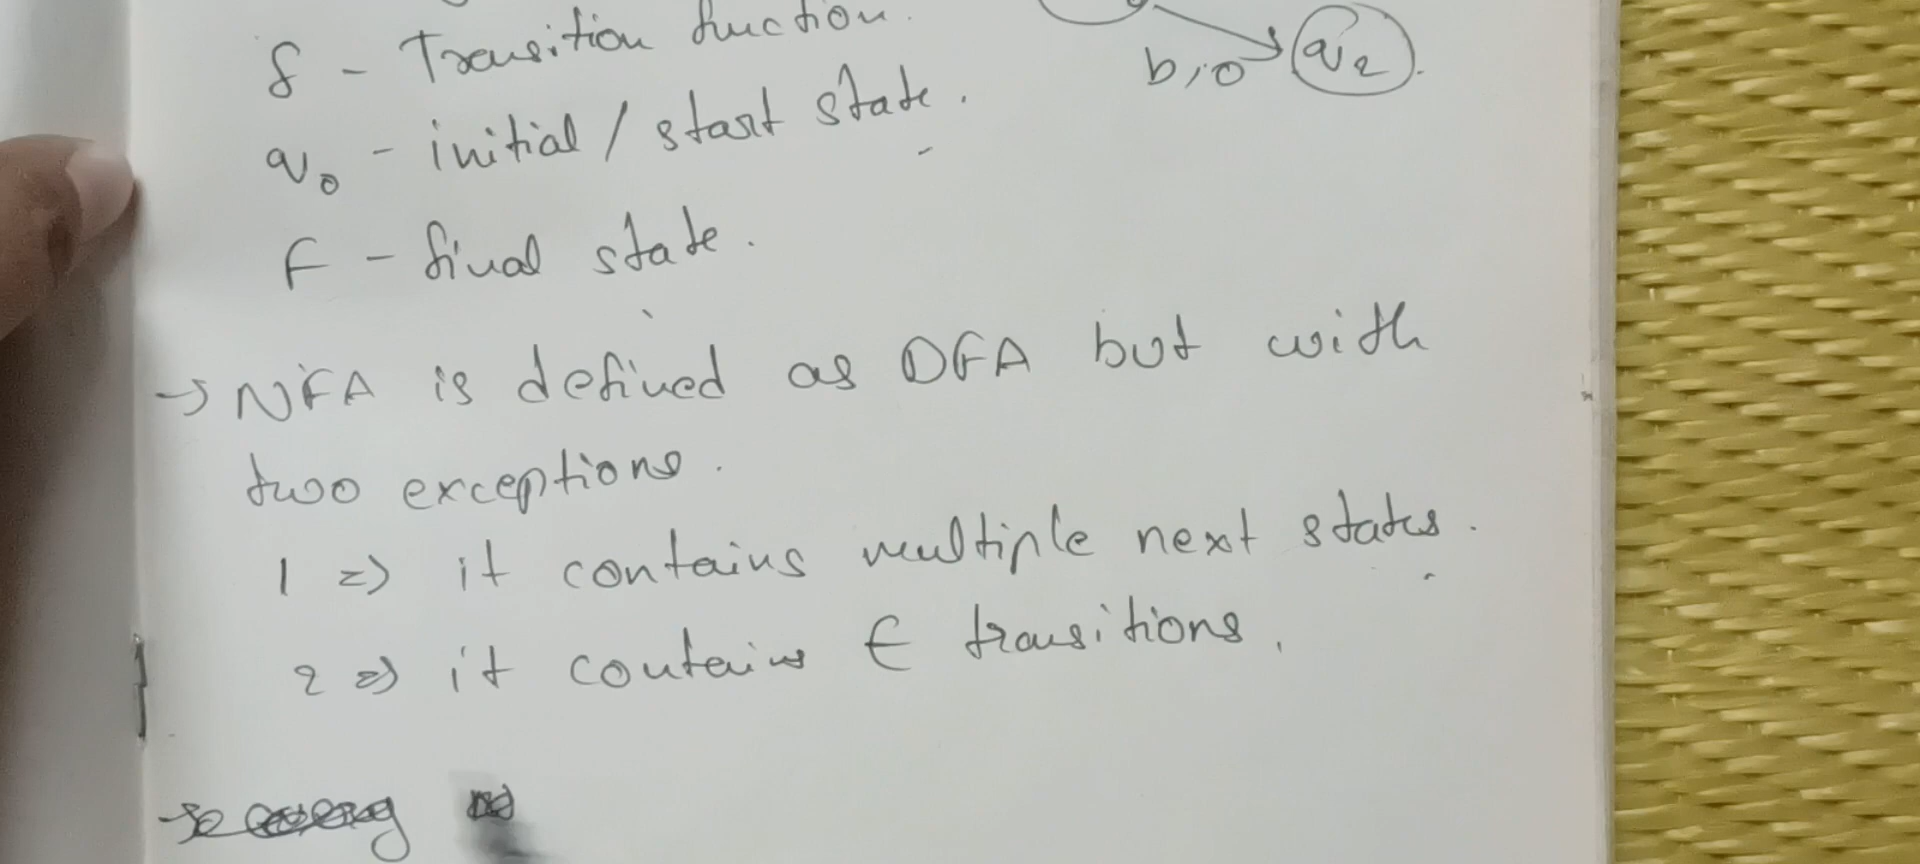 δ - Transition function.
b,0 q2
q0 - initial / start state.
F - final state.
→ NFA is defined as DFA but with
two exceptions.
1 => it contains multiple next states.
2 => it contains ε transitions.